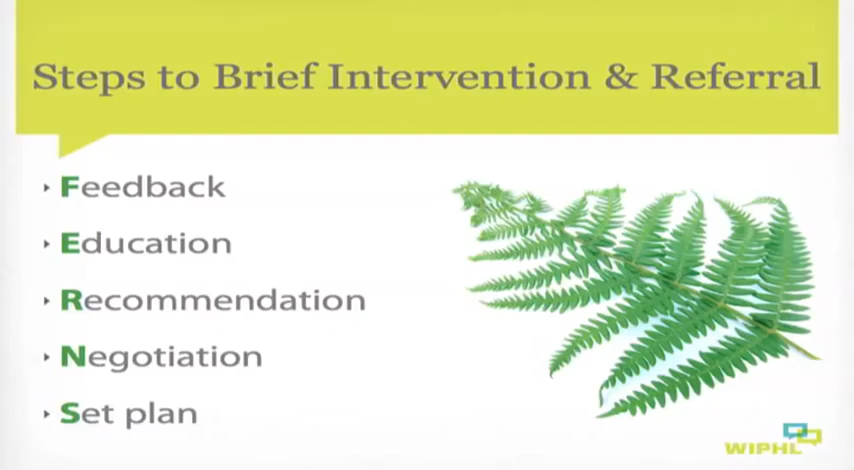 Steps to Brief Intervention & Referral
Feedback
Education
Recommendation
Negotiation
Set plan
WIPHL